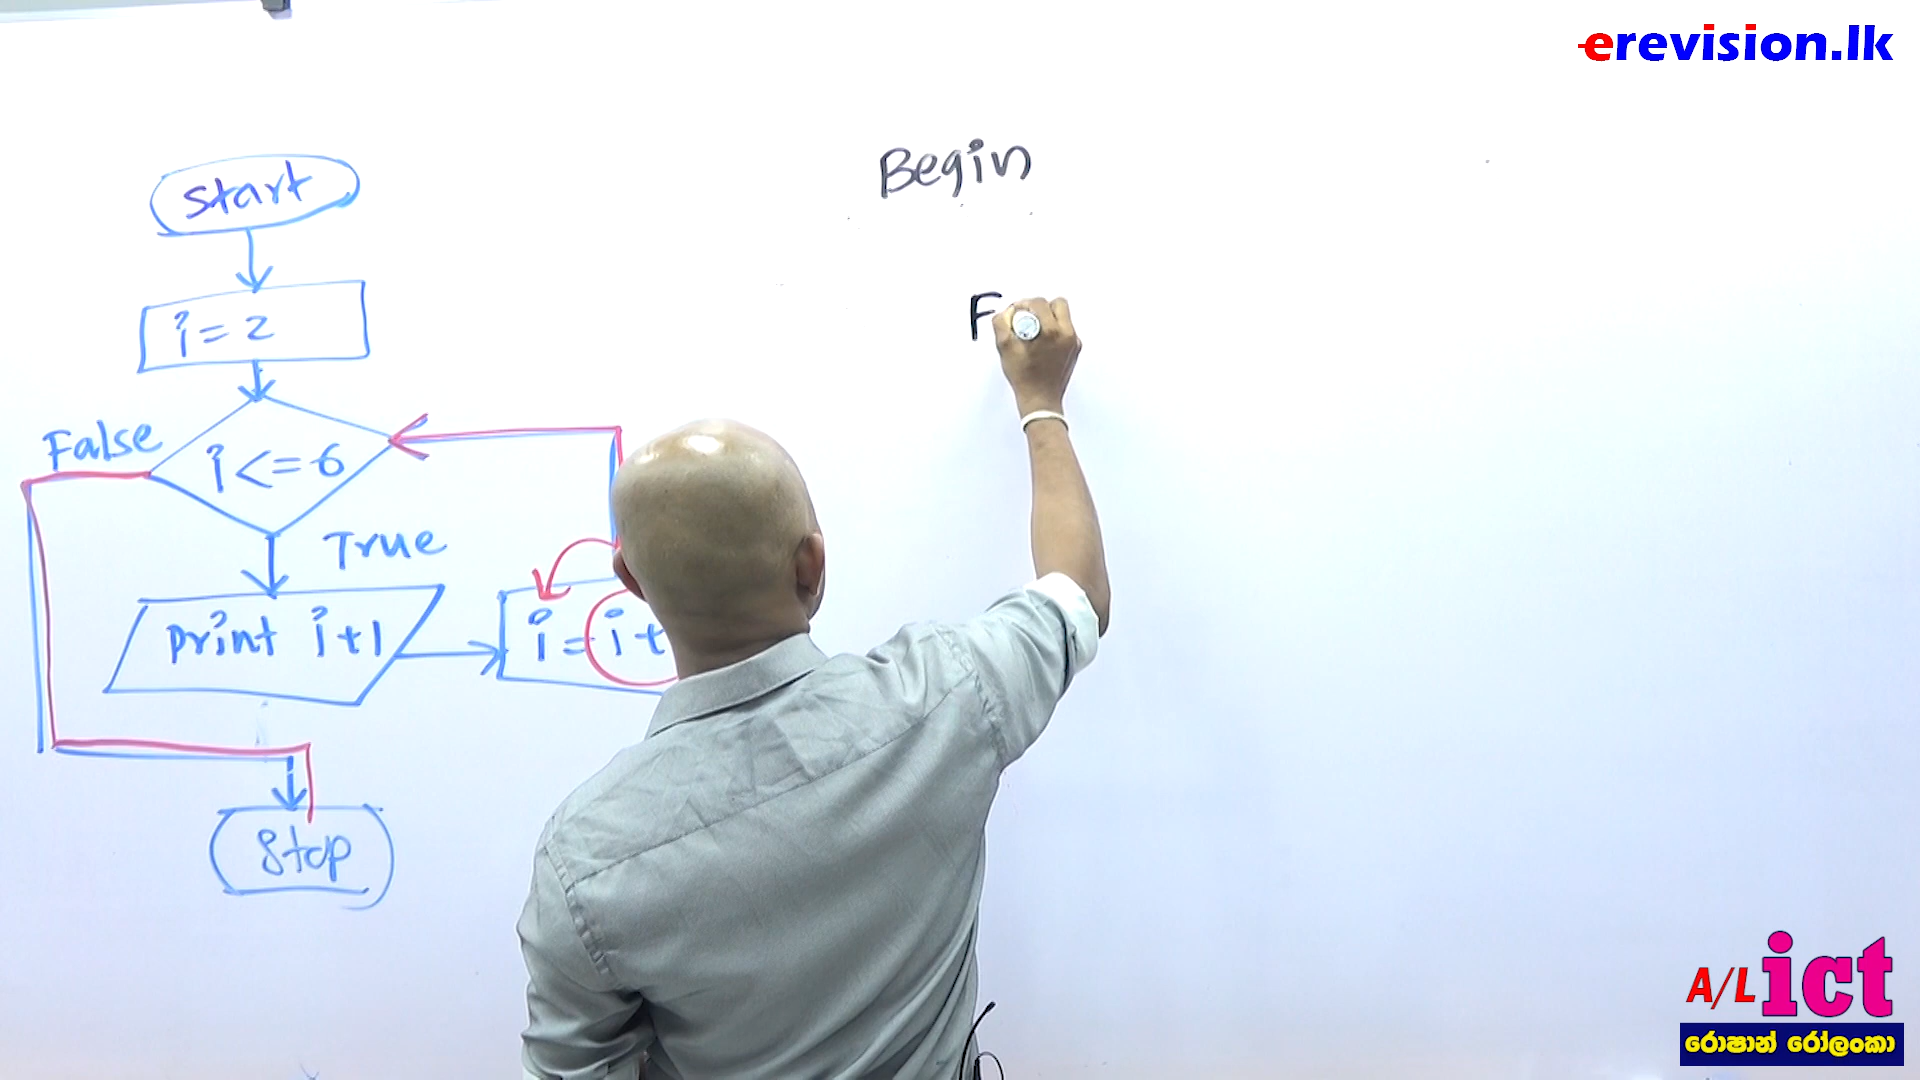 erevision.lk
Begin
start
F
i = 2
False
i <= 6
True
print i+1
i = i +
Stop
A/L ict
රොෂාන් රෝලංකා